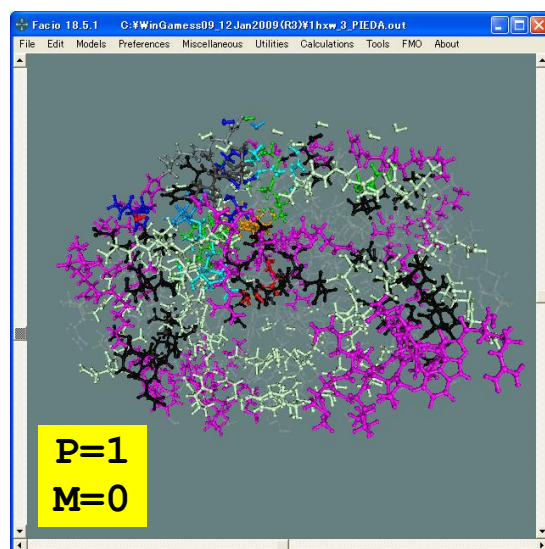 Facio 18.5.1 C:¥WinGamess09_12Jan2009(R3)¥1hxw_3_PIEDA.out
File Edit Models Preferences Miscellaneous Utilities Calculations Tools FMO About
P=1
M=0